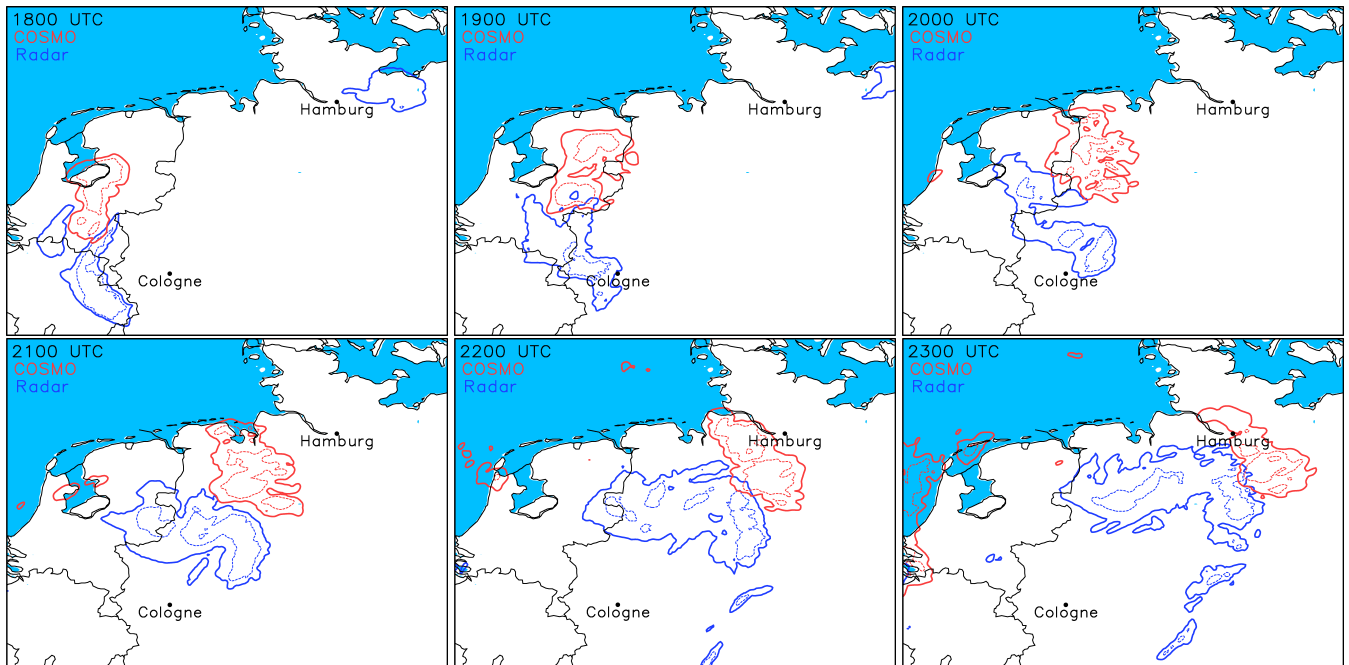 1800 UTC
COSMO
Radar
Hamburg
Cologne
1900 UTC
COSMO
Radar
Hamburg
Cologne
2000 UTC
COSMO
Radar
Hamburg
Cologne
2100 UTC
COSMO
Radar
Hamburg
Cologne
2200 UTC
COSMO
Radar
Hamburg
Cologne
2300 UTC
COSMO
Radar
Hamburg
Cologne